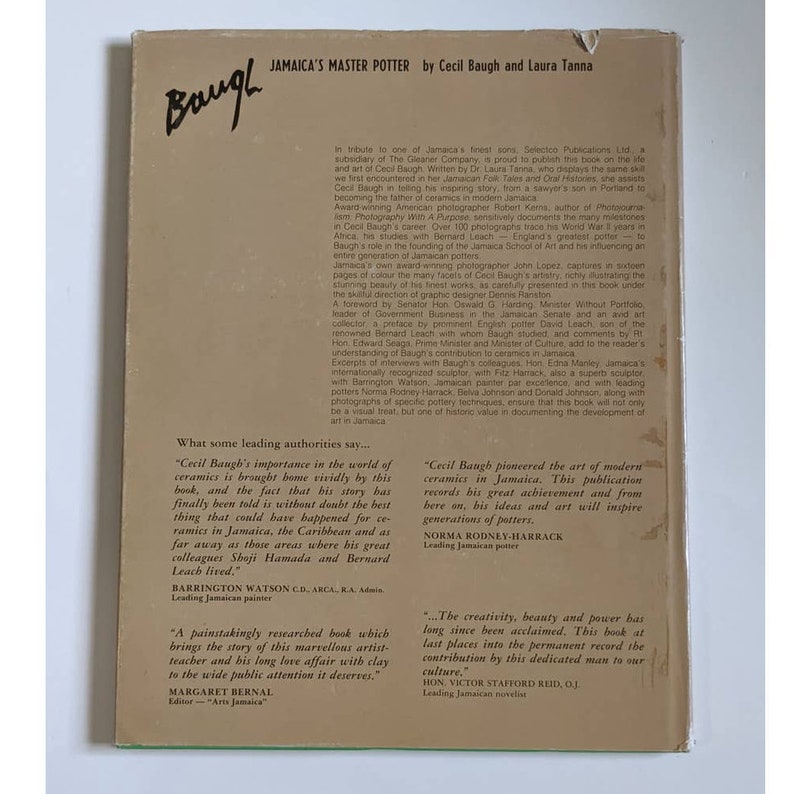 Baugh
JAMAICA'S MASTER POTTER by Cecil Baugh and Laura Tanna
In tribute to one of Jamaica's finest sons, Selectco Publications Ltd., a
subsidiary of The Gleaner Company, is proud to publish this book on the life
and art of Cecil Baugh. Written by Dr. Laura Tanna, who displays the same skill
we first encountered in her Jamaican Folk Tales and Oral Histories, she assists
Cecil Baugh in telling his inspiring story, from a sawyer's son in Portland to
becoming the father of ceramics in modern Jamaica.
Award-winning American photographer Robert Kerns, author of Photojourna-
lism: Photography With A Purpose, sensitively documents the many milestones
in Cecil Baugh's career. Over 100 photographs trace his World War II years in
Africa, his studies with Bernard Leach — England's greatest potter — to
Baugh's role in the founding of the Jamaica School of Art and his influencing an
entire generation of Jamaican potters.
Jamaica's own award-winning photographer John Lopez, captures in sixteen
pages of colour the many facets of Cecil Baugh's artistry, richly illustrating the
stunning beauty of his finest works, as carefully presented in this book under
the skillful direction of graphic designer Dennis Ranston.
A foreword by Senator Hon. Oswald G. Harding, Minister Without Portfolio,
leader of Government Business in the Jamaican Senate and an avid art
collector, a preface by prominent English potter David Leach, son of the
renowned Bernard Leach with whom Baugh studied, and comments by Rt.
Hon. Edward Seaga, Prime Minister and Minister of Culture, add to the reader's
understanding of Baugh's contribution to ceramics in Jamaica.
Excerpts of interviews with Baugh's colleagues, Hon. Edna Manley, Jamaica's
internationally recognized sculptor, with Fitz Harrack, also a superb sculptor,
with Barrington Watson, Jamaican painter par excellence, and with leading
potters Norma Rodney-Harrack, Belva Johnson and Donald Johnson, along with
photographs of specific pottery techniques, ensure that this book will not only
be a visual treat, but one of historic value in documenting the development of
art in Jamaica.
What some leading authorities say...
"Cecil Baugh's importance in the world of
ceramics is brought home vividly by this
book, and the fact that his story has
finally been told is without doubt the best
thing that could have happened for ce-
ramics in Jamaica, the Caribbean and as
far away as those areas where his great
colleagues Shoji Hamada and Bernard
Leach lived."
BARRINGTON WATSON C.D., ARCA., R.A. Admio.
Leading Jamaican painter
"A painstakingly researched book which
brings the story of this marvellous artist-
teacher and his long love affair with clay
to the wide public attention it deserves."
MARGARET BERNAL
Editor — "Arts Jamaica"
"Cecil Baugh pioneered the art of modern
ceramics in Jamaica. This publication
records his great achievement and from
here on, his ideas and art will inspire
generations of potters.
NORMA RODNEY-HARRACK
Leading Jamaican potter
"...The creativity, beauty and power has
long since been acclaimed. This book at
last places into the permanent record the
contribution by this dedicated man to our
culture,"
HON. VICTOR STAFFORD REID, O.J.
Leading Jamaican novelist